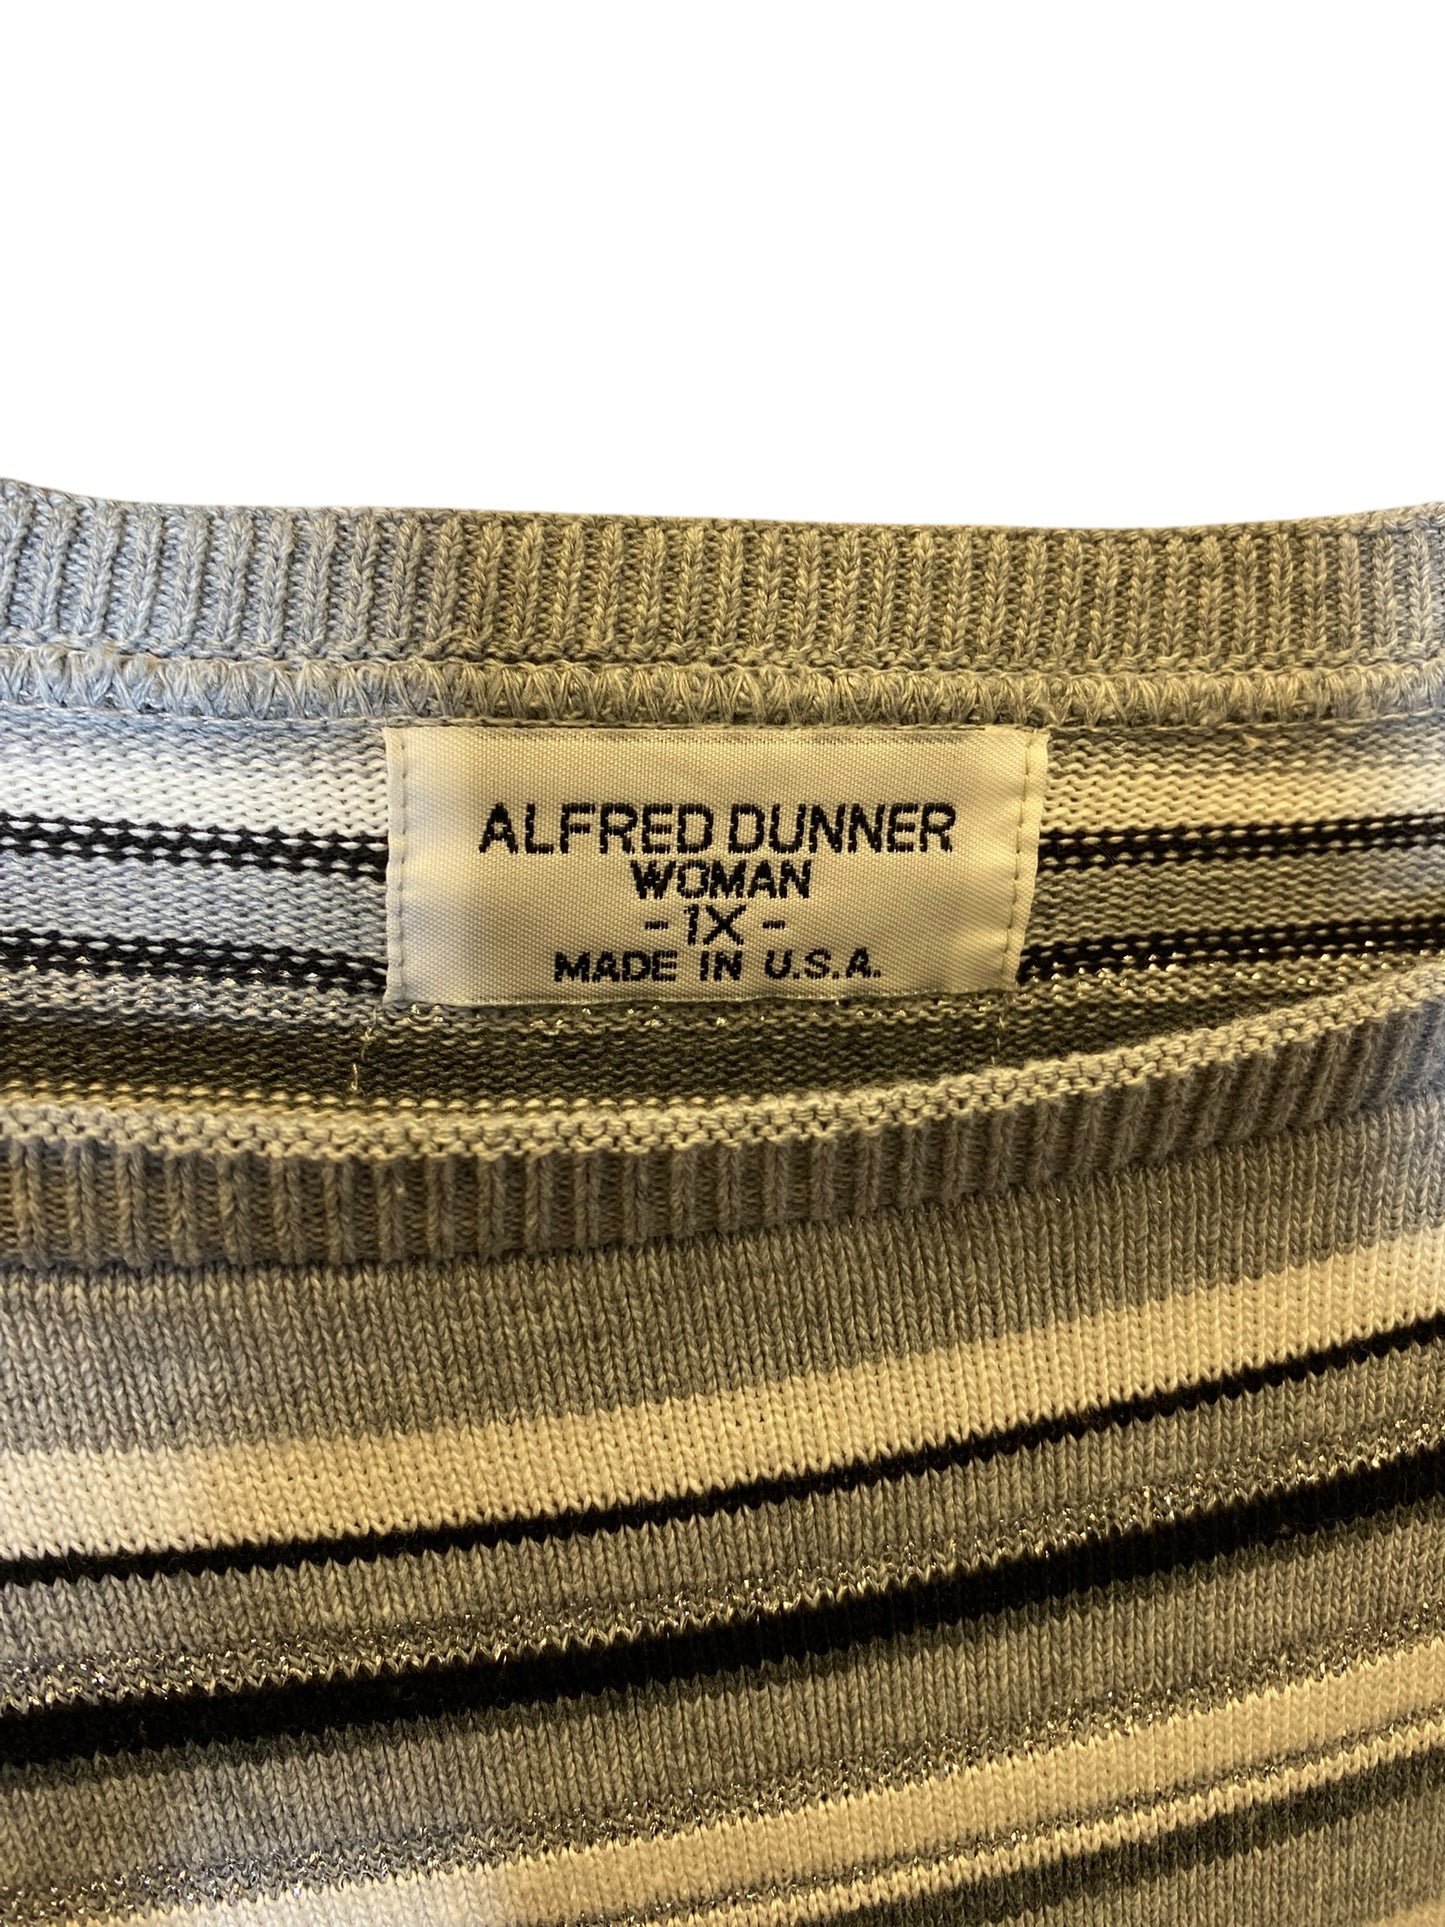 ALFRED DUNNER
WOMAN
- 1X -
MADE IN U.S.A.